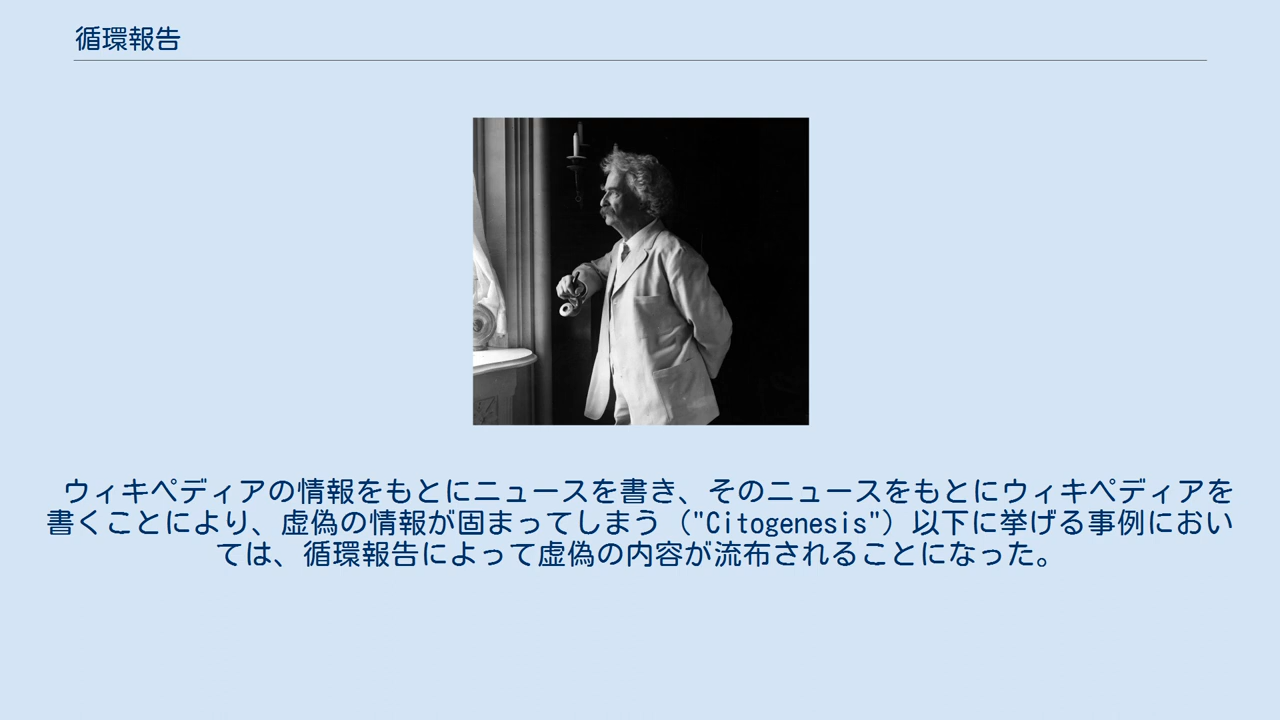 循環報告
ウィキペディアの情報をもとにニュースを書き、そのニュースをもとにウィキペディアを
書くことにより、虚偽の情報が固まってしまう（"Citogenesis"）以下に挙げる事例におい
ては、循環報告によって虚偽の内容が流布されることになった。